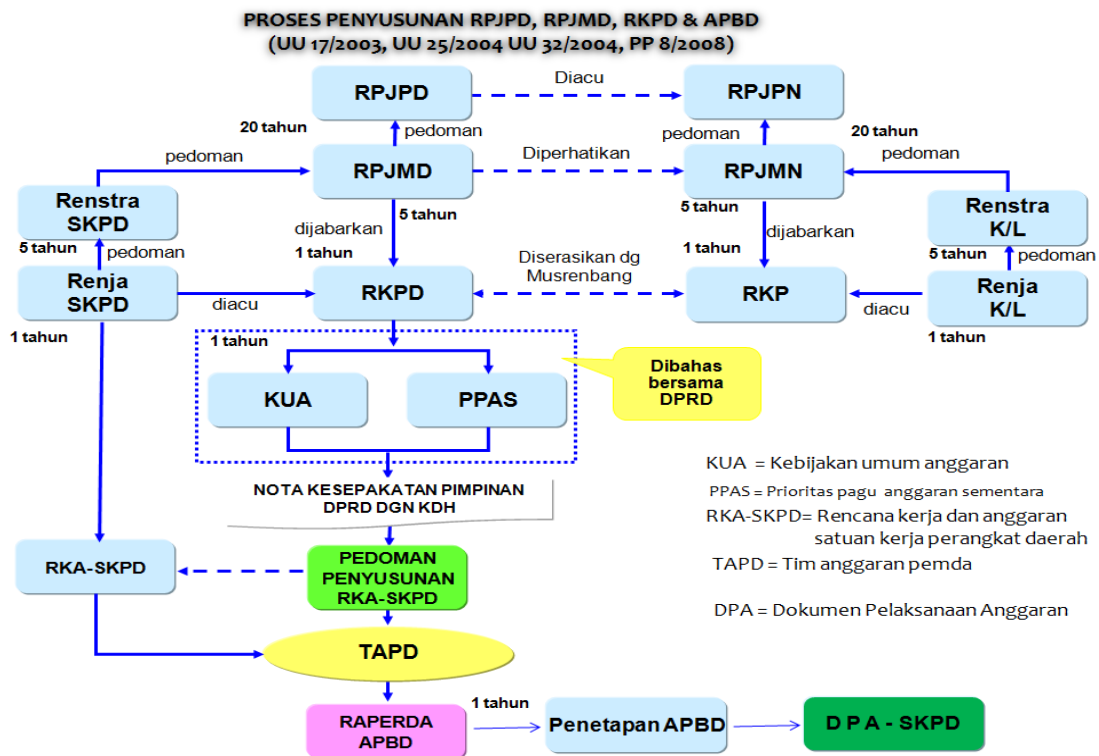 PROSES PENYUSUNAN RPJPD, RPJMD, RKPD & APBD
(UU 17/2003, UU 25/2004 UU 32/2004, PP 8/2008)
RPJPD
Diacu
RPJPN
20 tahun
pedoman
pedoman
20 tahun
pedoman
RPJMD
Diperhatikan
RPJMN
pedoman
Renstra
SKPD
5 tahun
5 tahun
Renstra
K/L
5 tahun
pedoman
dijabarkan
1 tahun
1 tahun
dijabarkan
5 tahun
pedoman
Renja
SKPD
diacu
RKPD
Diserasikan dg
Musrenbang
RKP
diacu
Renja
K/L
1 tahun
1 tahun
1 tahun
KUA
PPAS
Dibahas
bersama
DPRD
NOTA KESEPAKATAN PIMPINAN
DPRD DGN KDH
KUA = Kebijakan umum anggaran
PPAS = Prioritas pagu anggaran sementara
RKA-SKPD= Rencana kerja dan anggaran
satuan kerja perangkat daerah
TAPD = Tim anggaran pemda
DPA = Dokumen Pelaksanaan Anggaran
RKA-SKPD
PEDOMAN
PENYUSUNAN
RKA-SKPD
TAPD
RAPERDA
APBD
1 tahun
Penetapan APBD
D P A - SKPD